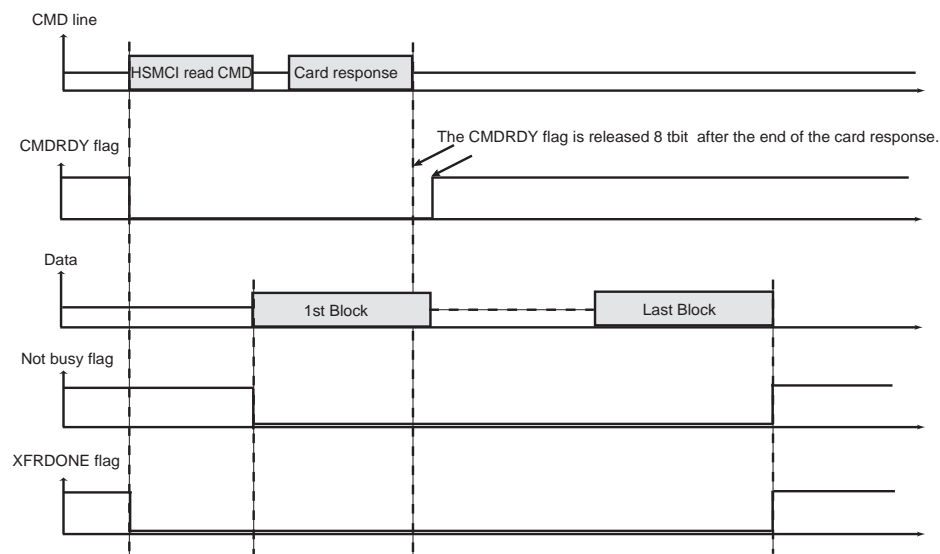 CMD line
HSMCI read CMD
Card response
The CMDRDY flag is released 8 tbit after the end of the card response.
CMDRDY flag
Data
1st Block
Last Block
Not busy flag
XFRDONE flag